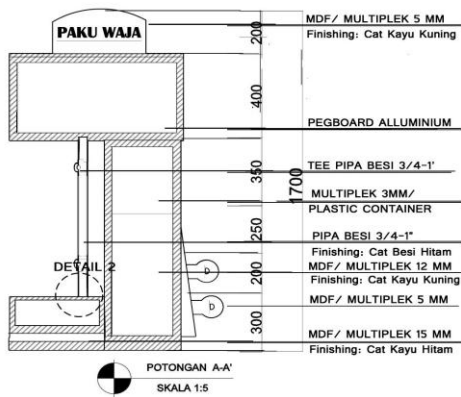 PAKU WAJA
MDF/ MULTIPLEK 5 MM
Finishing: Cat Kayu Kuning
200
400
PEGBOARD ALLUMINIUM
TEE PIPA BESI 3/4-1'
350
1700
MULTIPLEK 3MM/
PLASTIC CONTAINER
250
PIPA BESI 3/4-1"
Finishing: Cat Besi Hitam
DETAIL 2
D
200
MDF/ MULTIPLEK 12 MM
Finishing: Cat Kayu Kuning
D
MDF/ MULTIPLEK 5 MM
300
MDF/ MULTIPLEK 15 MM
Finishing: Cat Kayu Hitam
POTONGAN A-A'
SKALA 1:5